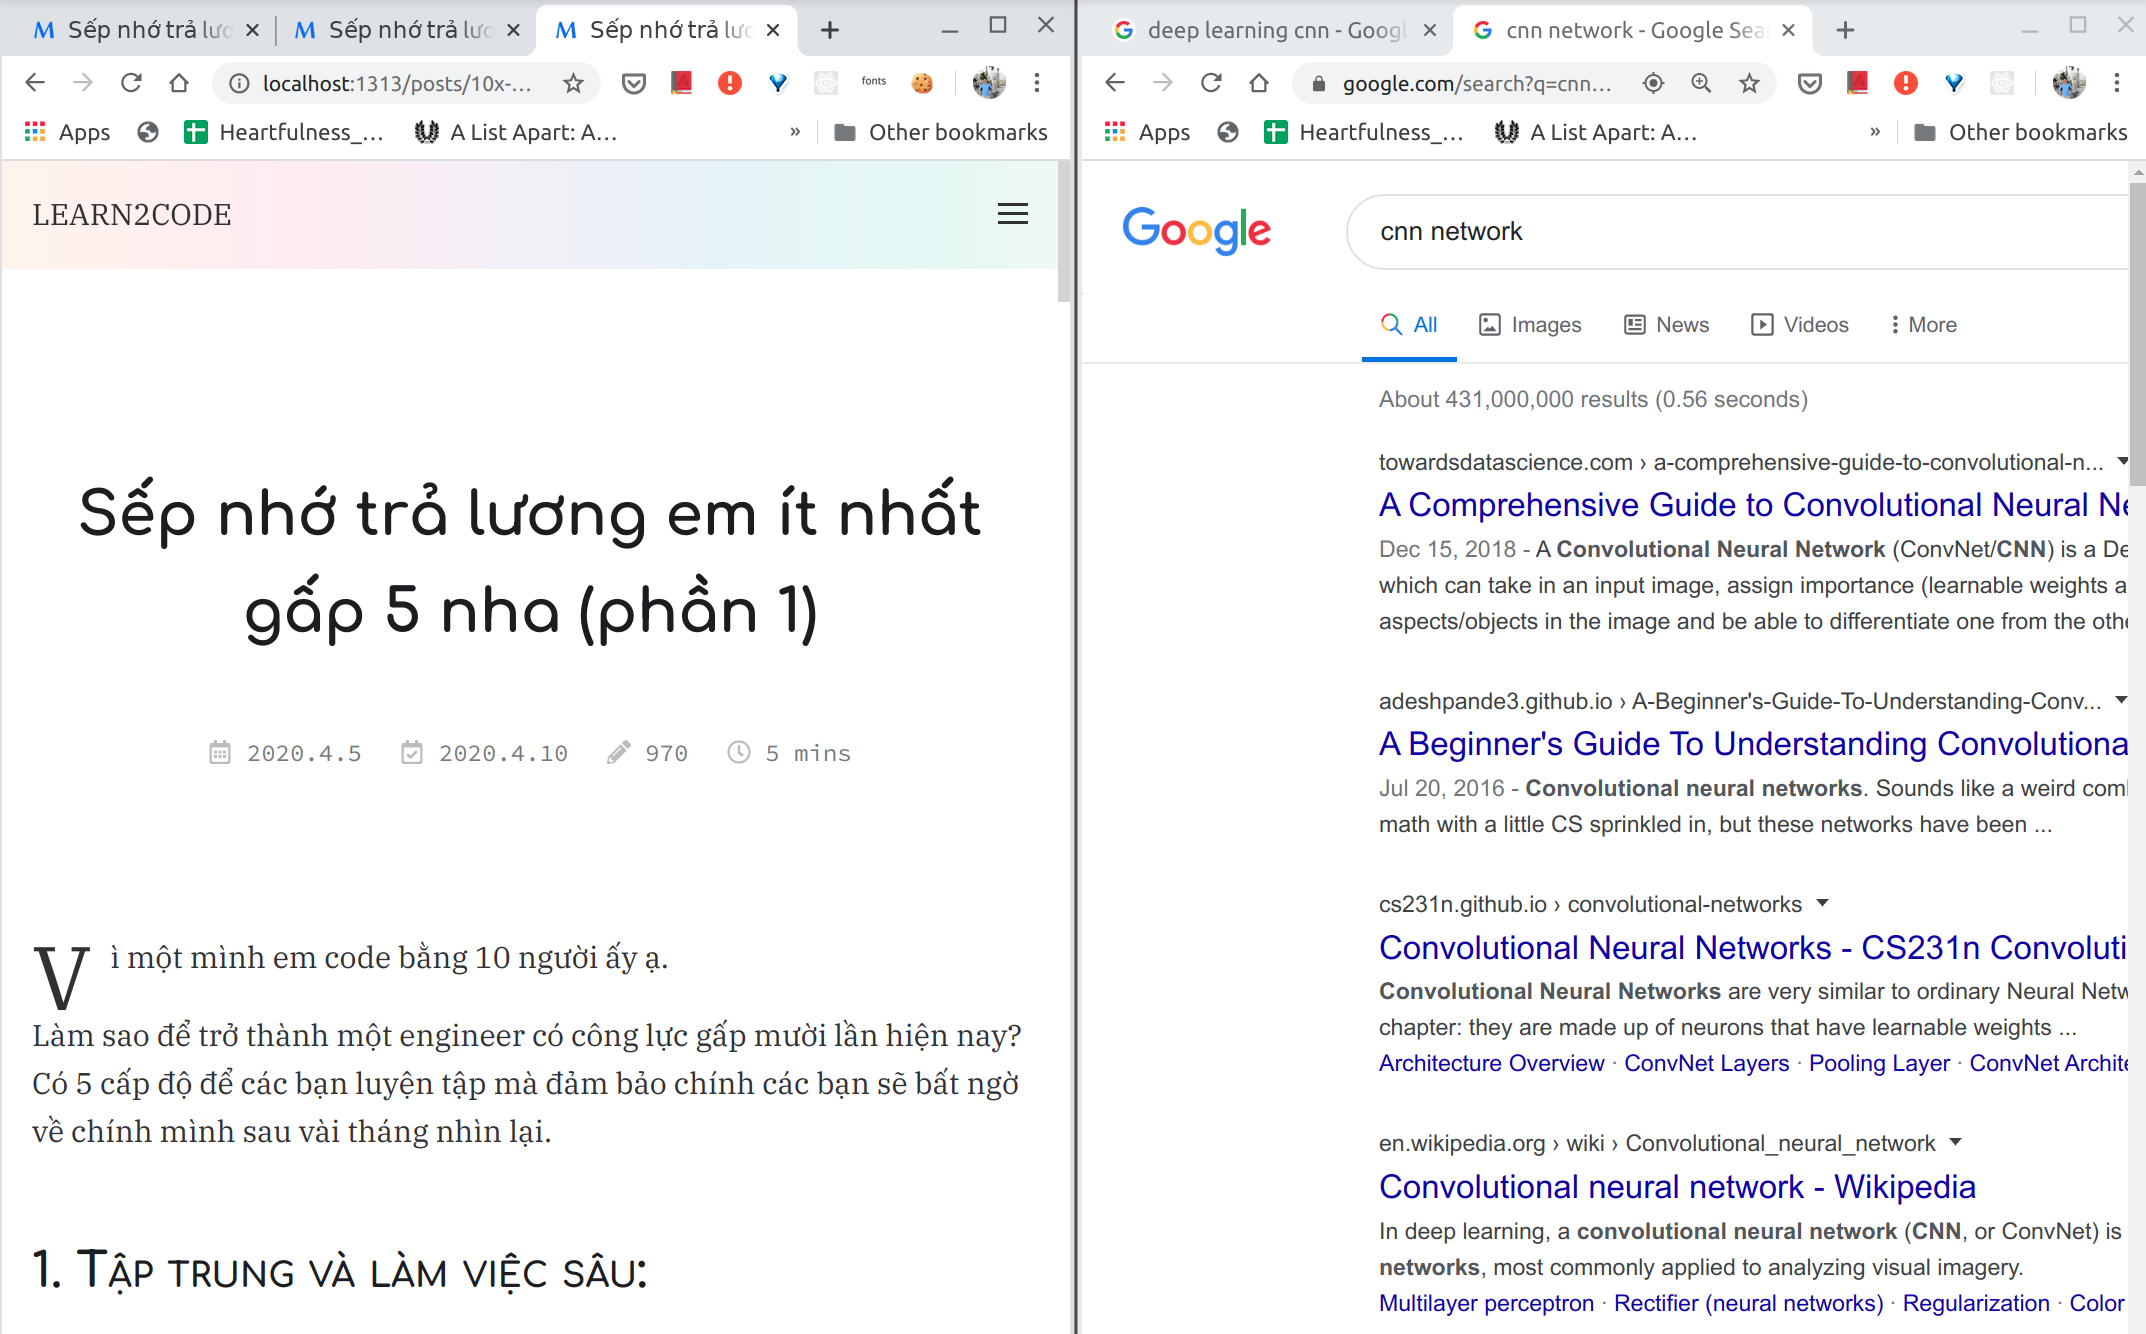 Sếp nhớ trả lươ
Sếp nhớ trả lươ
Sếp nhớ trả lươ
localhost:1313/posts/10x-...
fonts
Apps
Heartfulness_...
A List Apart: A...
»
Other bookmarks
LEARN2CODE
Sếp nhớ trả lương em ít nhất
gấp 5 nha (phần 1)
2020.4.5 2020.4.10 970 5 mins
Vì một mình em code bằng 10 người ấy ạ.
Làm sao để trở thành một engineer có công lực gấp mười lần hiện nay?
Có 5 cấp độ để các bạn luyện tập mà đảm bảo chính các bạn sẽ bất ngờ
về chính mình sau vài tháng nhìn lại.
1. Tập trung và làm việc sâu:
deep learning cnn - Googl
cnn network - Google Sea
google.com/search?q=cnn...
Apps
Heartfulness_...
A List Apart: A...
»
Other bookmarks
Google
cnn network
All Images News Videos More
About 431,000,000 results (0.56 seconds)
towardsdatascience.com › a-comprehensive-guide-to-convolutional-n...
A Comprehensive Guide to Convolutional Neural Ne
Dec 15, 2018 - A Convolutional Neural Network (ConvNet/CNN) is a De
which can take in an input image, assign importance (learnable weights a
aspects/objects in the image and be able to differentiate one from the othe
adeshpande3.github.io › A-Beginner's-Guide-To-Understanding-Conv...
A Beginner's Guide To Understanding Convolutiona
Jul 20, 2016 - Convolutional neural networks. Sounds like a weird com
math with a little CS sprinkled in, but these networks have been ...
cs231n.github.io › convolutional-networks
Convolutional Neural Networks - CS231n Convoluti
Convolutional Neural Networks are very similar to ordinary Neural Netw
chapter: they are made up of neurons that have learnable weights ...
Architecture Overview · ConvNet Layers · Pooling Layer · ConvNet Archite
en.wikipedia.org › wiki › Convolutional_neural_network
Convolutional neural network - Wikipedia
In deep learning, a convolutional neural network (CNN, or ConvNet) is
networks, most commonly applied to analyzing visual imagery.
Multilayer perceptron · Rectifier (neural networks) · Regularization · Color